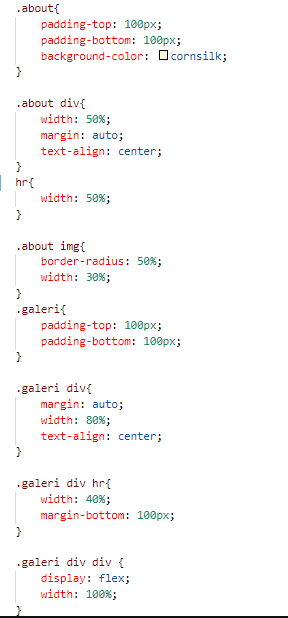 .about{
    padding-top: 100px;
    padding-bottom: 100px;
    background-color: cornsilk;
}

.about div{
    width: 50%;
    margin: auto;
    text-align: center;
}
hr{
    width: 50%;
}

.about img{
    border-radius: 50%;
    width: 30%;
}
.galeri{
    padding-top: 100px;
    padding-bottom: 100px;
}

.galeri div{
    margin: auto;
    width: 80%;
    text-align: center;
}

.galeri div hr{
    width: 40%;
    margin-bottom: 100px;
}

.galeri div div {
    display: flex;
    width: 100%;
}